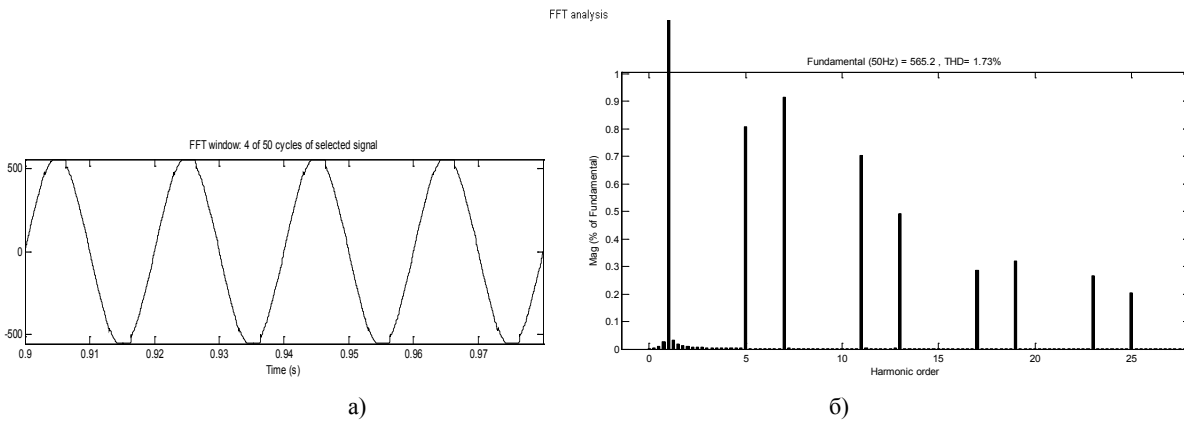 FFT analysis
FFT window: 4 of 50 cycles of selected signal
500
0
-500
0.9 0.91 0.92 0.93 0.94 0.95 0.96 0.97
Time (s)
а)
Fundamental (50Hz) = 565.2 , THD= 1.73%
Mag (% of Fundamental)
1
0.9
0.8
0.7
0.6
0.5
0.4
0.3
0.2
0.1
0
0 5 10 15 20 25
Harmonic order
б)